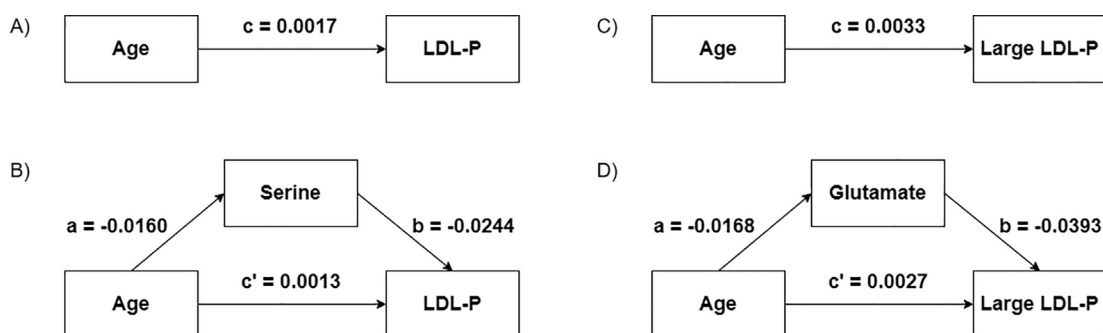 A)
Age
c = 0.0017
LDL-P
C)
Age
c = 0.0033
Large LDL-P
B)
Serine
a = -0.0160
b = -0.0244
Age
c' = 0.0013
LDL-P
D)
Glutamate
a = -0.0168
b = -0.0393
Age
c' = 0.0027
Large LDL-P